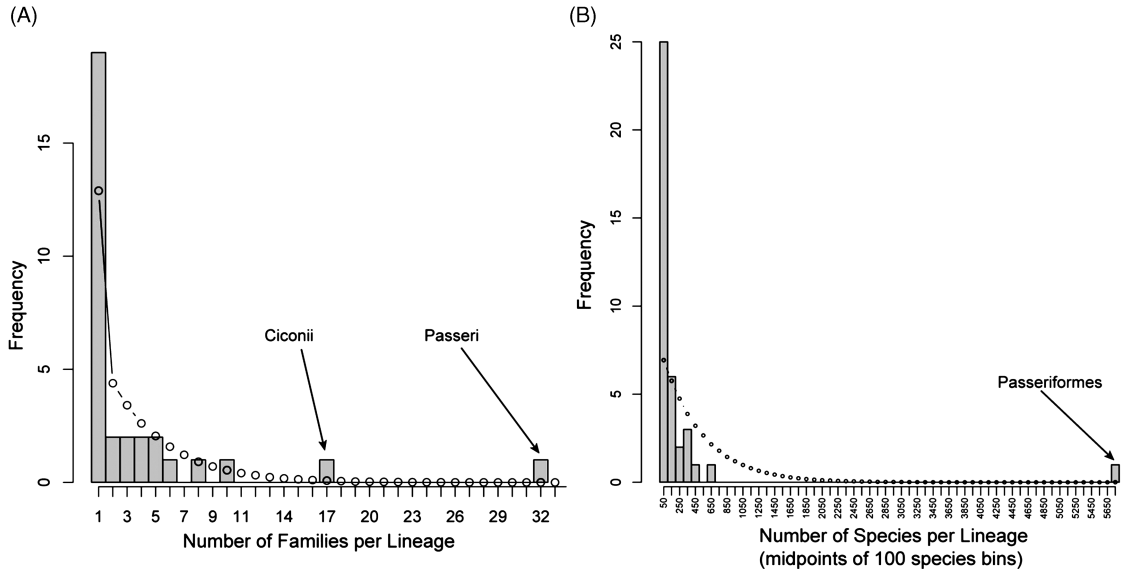 (A)
Frequency
15
10
5
0
Ciconii
Passeri
1 3 5 7 9 11 14 17 20 23 26 29 32
Number of Families per Lineage
(B)
Frequency
25
20
15
10
5
0
Passeriformes
50 250 450 650 850 1050 1250 1450 1650 1850 2050 2250 2450 2650 2850 3050 3250 3450 3650 3850 4050 4250 4450 4650 4850 5050 5250 5450 5650
Number of Species per Lineage
(midpoints of 100 species bins)